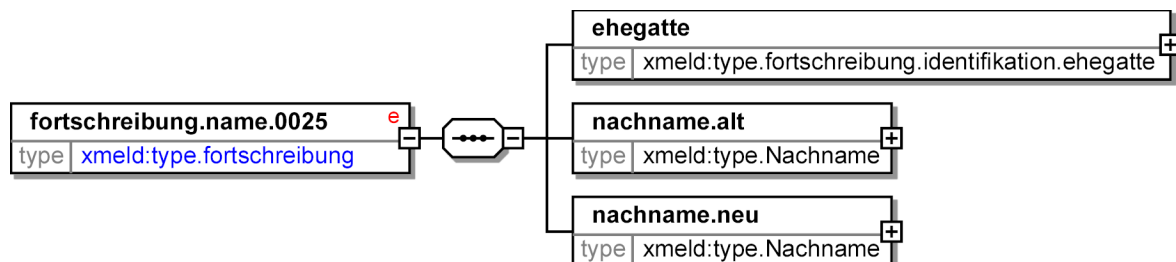 ehegatte
type xmeld:type.fortschreibung.identifikation.ehegatte
fortschreibung.name.0025 e
type xmeld:type.fortschreibung
nachname.alt
type xmeld:type.Nachname
nachname.neu
type xmeld:type.Nachname